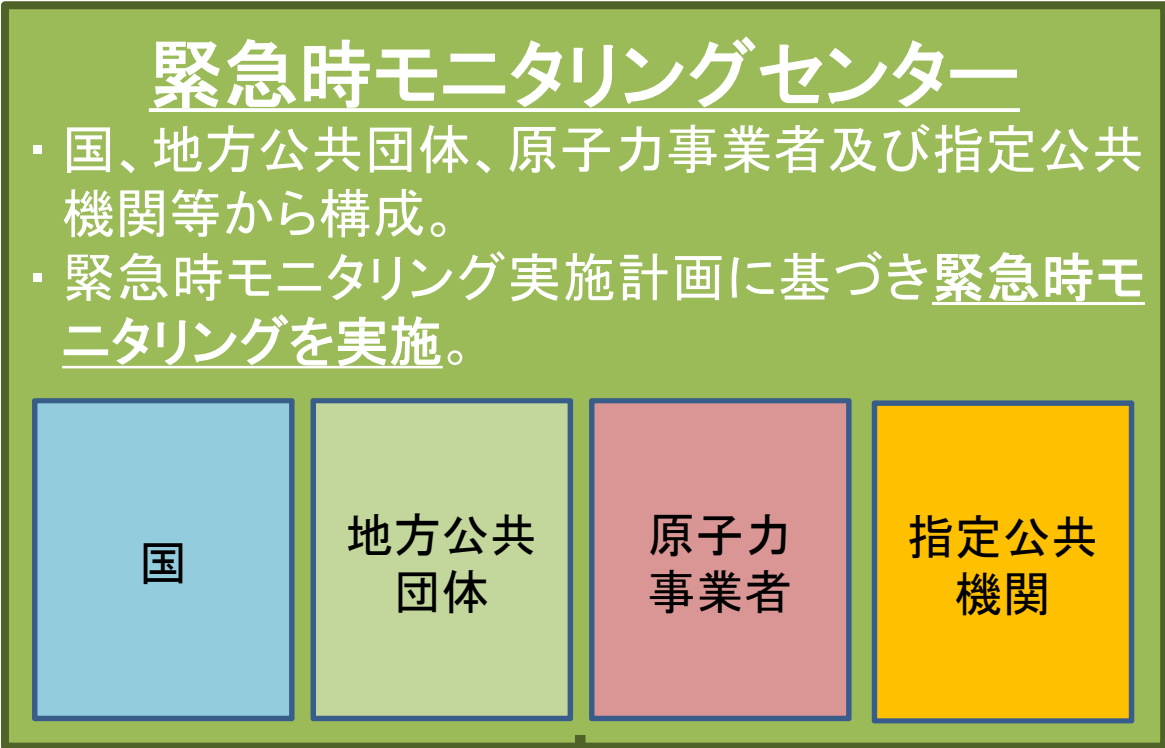 緊急時モニタリングセンター
・国、地方公共団体、原子力事業者及び指定公共
機関等から構成。
・緊急時モニタリング実施計画に基づき緊急時モ
ニタリングを実施。
国
地方公共
団体
原子力
事業者
指定公共
機関